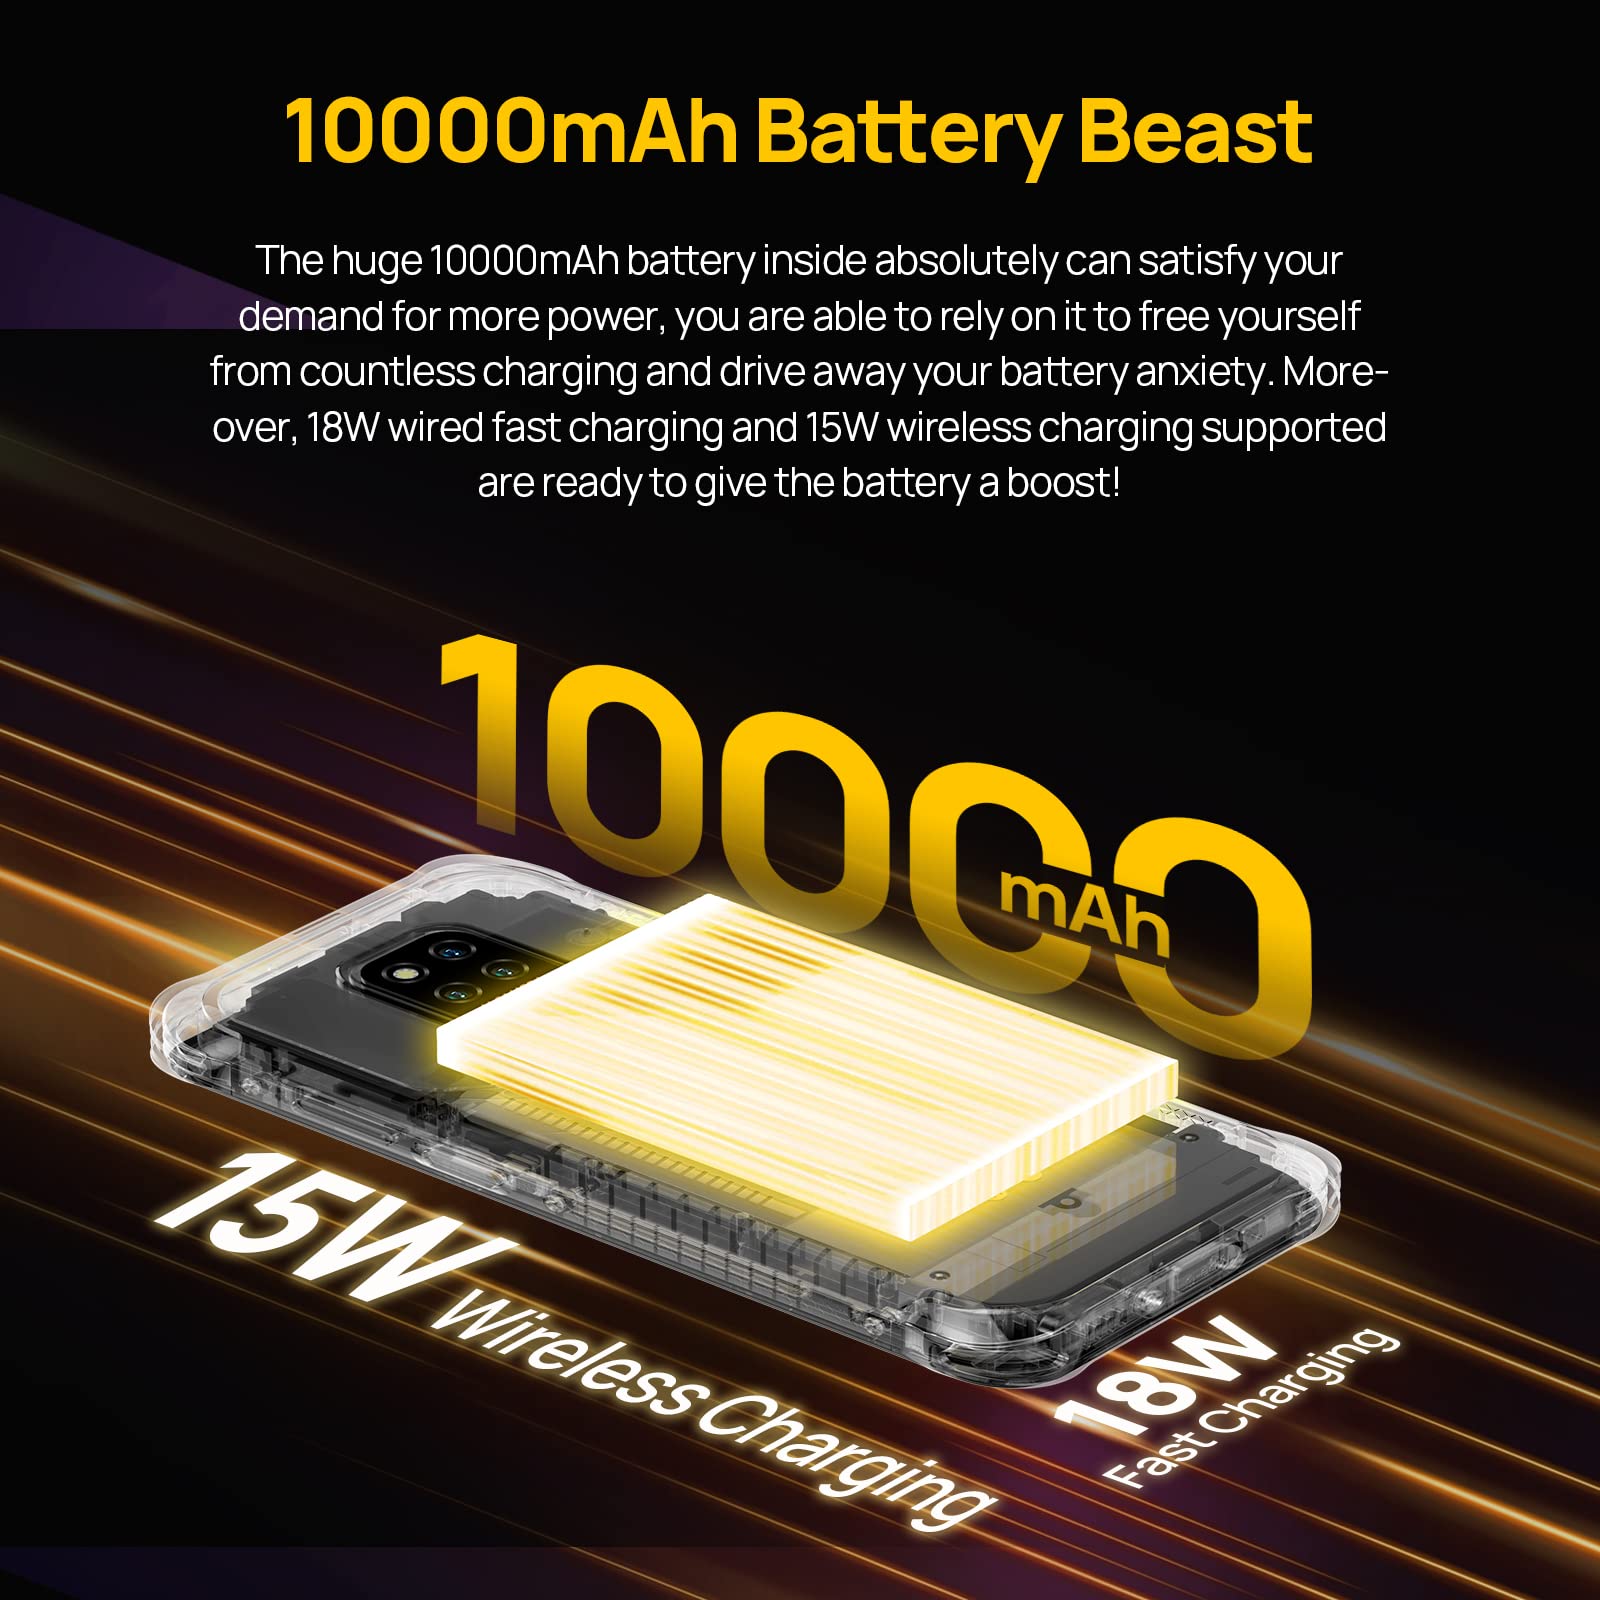 10000mAh Battery Beast
The huge 10000mAh battery inside absolutely can satisfy your
demand for more power, you are able to rely on it to free yourself
from countless charging and drive away your battery anxiety. More-
over, 18W wired fast charging and 15W wireless charging supported
are ready to give the battery a boost!
10000
mAh
15W Wireless Charging
18W
Fast Charging